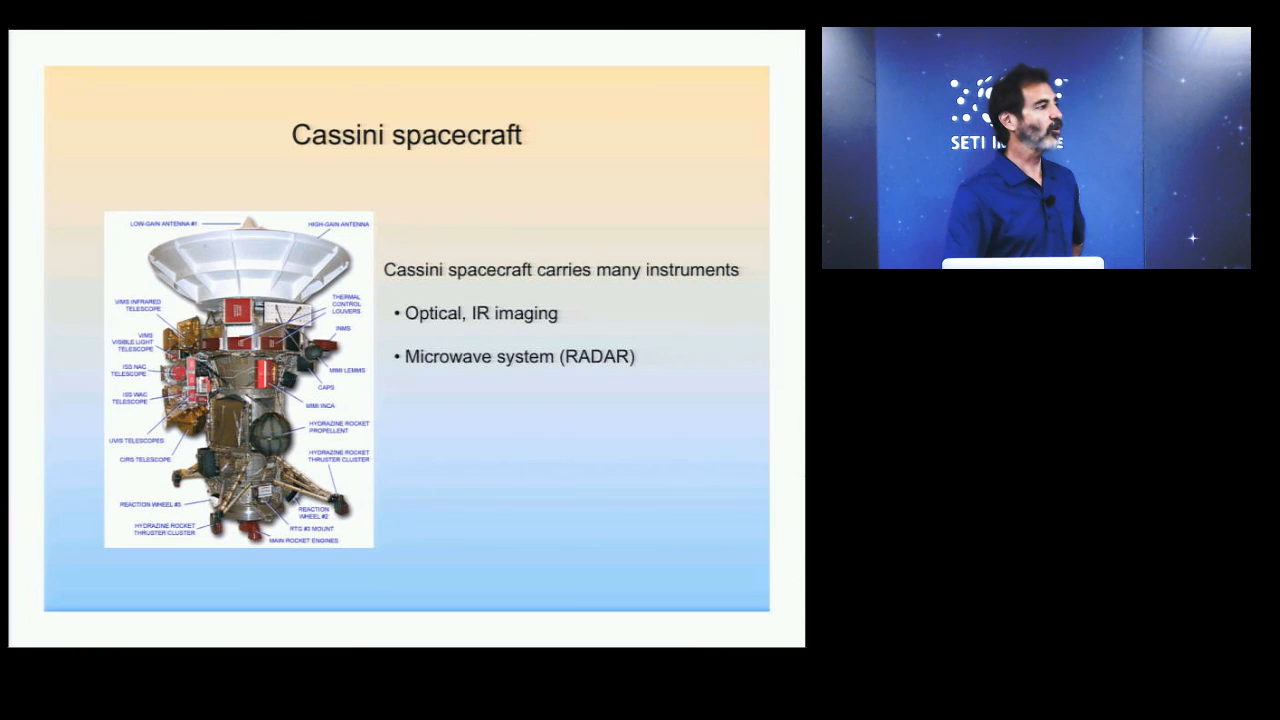 Cassini spacecraft
LOW-GAIN ANTENNA #1
HIGH-GAIN ANTENNA
VIMS INFRARED
TELESCOPE
THERMAL
CONTROL
LOUVERS
VIMS
VISIBLE LIGHT
TELESCOPE
INMS
ISS NAC
TELESCOPE
MIMI LEMMS
CAPS
ISS WAC
TELESCOPE
MIMI INCA
HYDRAZINE ROCKET
PROPELLENT
UVIS TELESCOPES
CIRS TELESCOPE
HYDRAZINE ROCKET
THRUSTER CLUSTER
REACTION WHEEL #3
REACTION
WHEEL #2
HYDRAZINE ROCKET
THRUSTER CLUSTER
RTG #3 MOUNT
MAIN ROCKET ENGINES
Cassini spacecraft carries many instruments
• Optical, IR imaging
• Microwave system (RADAR)
SETI